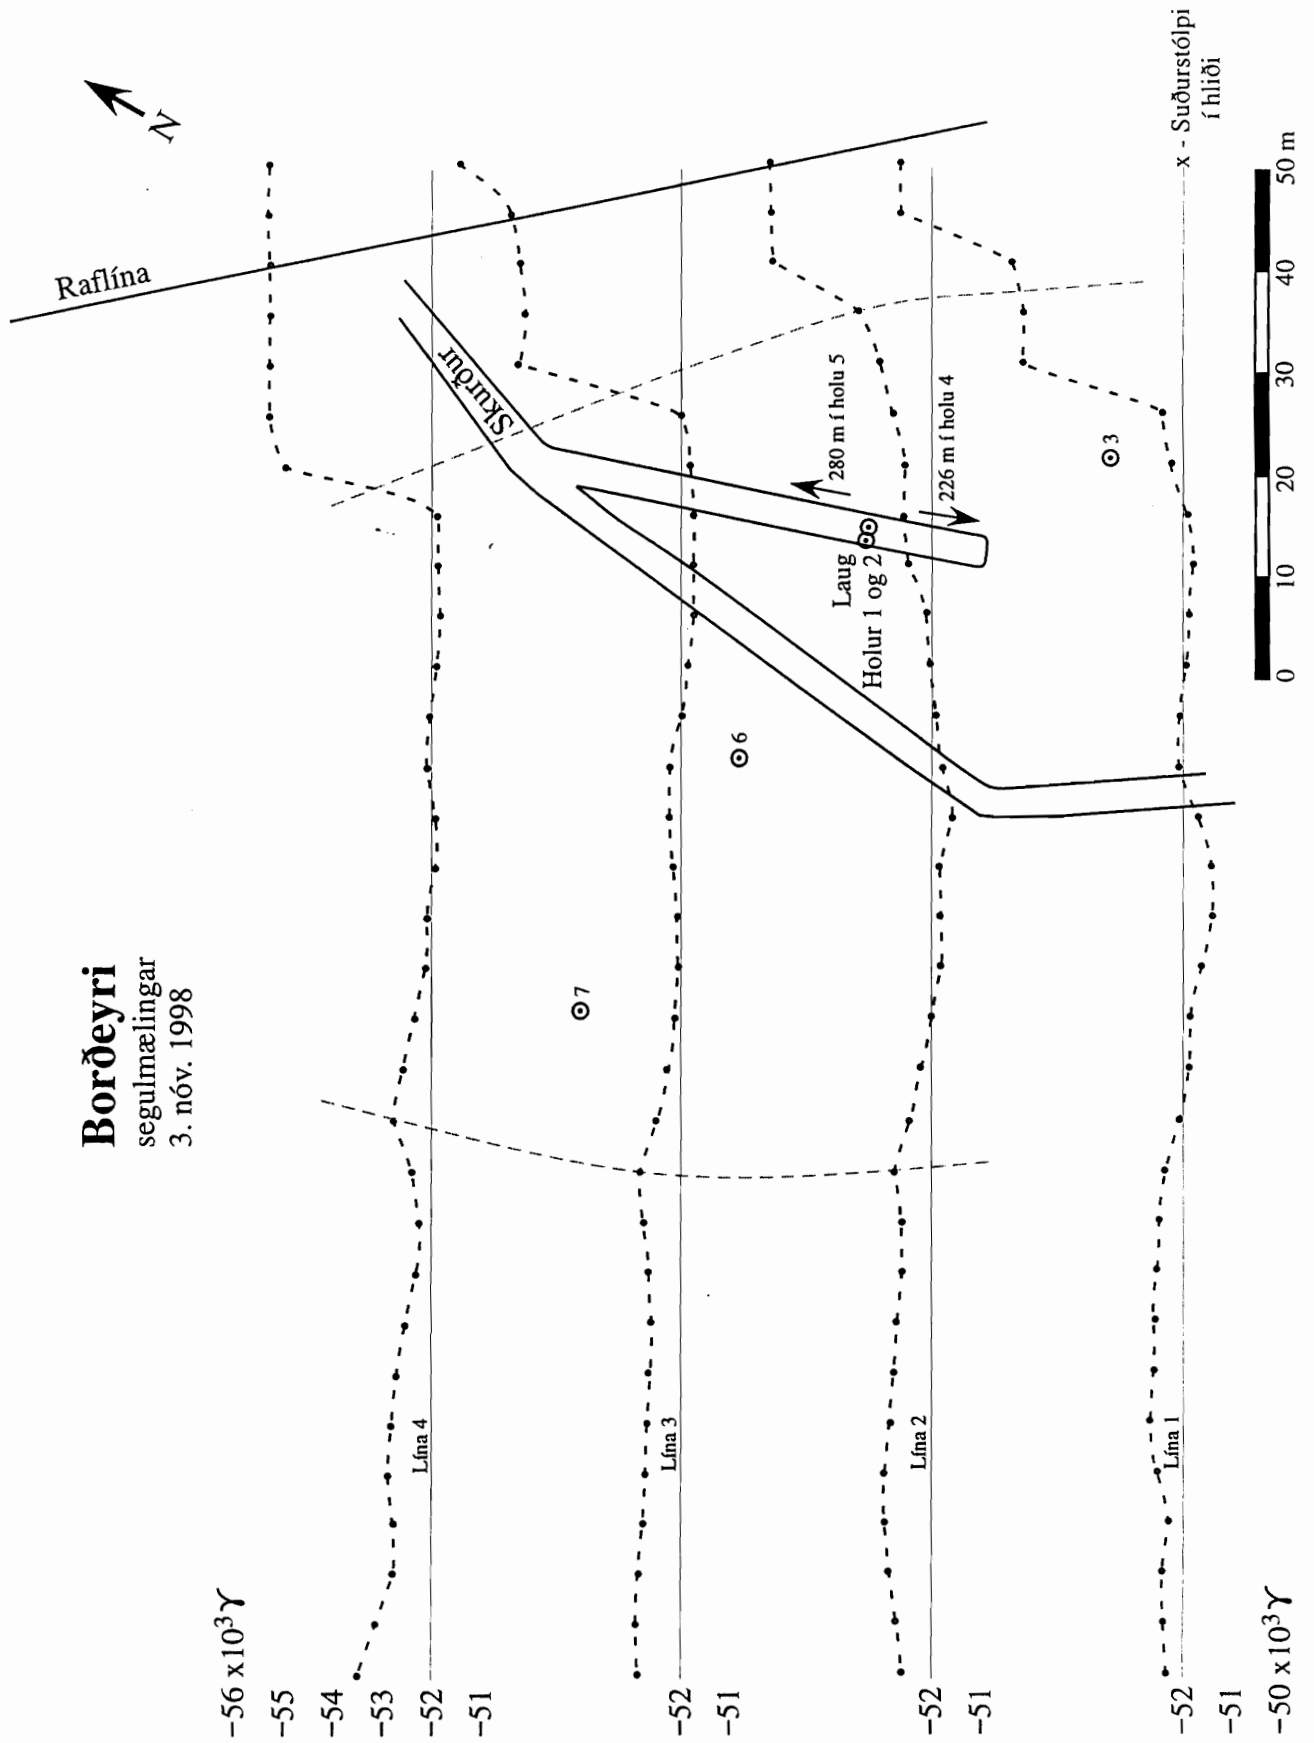 Borðeyri
segulmælingar
3. nóv. 1998
N
Raflína
Skurður
x - Suðurstólpi
í hliði
280 m í holu 5
226 m í holu 4
Laug
Holur 1 og 2
3
6
7
Lína 4
Lína 3
Lína 2
Lína 1
–56 x10³γ
–55
–54
–53
–52
–51
–52
–51
–52
–51
–52
–51
–50 x10³γ
0 10 20 30 40 50 m